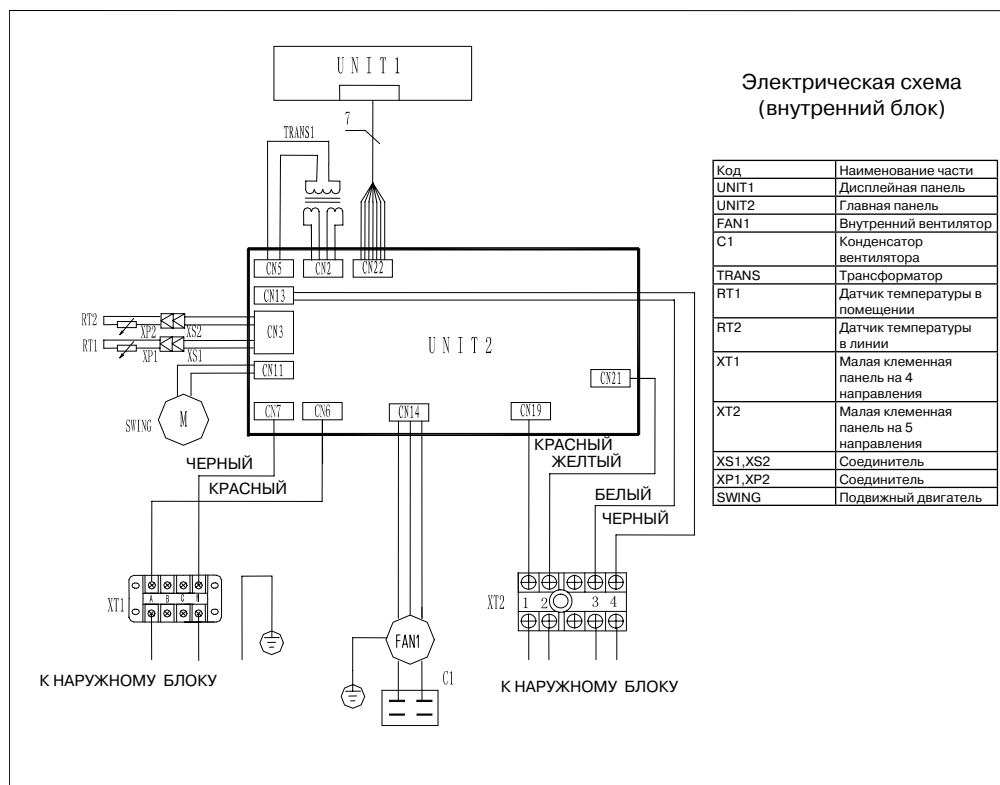 UNIT1
7
TRANS1
CN5
CN2
CN22
CN13
RT2
XP2
XS2
CN3
RT1
XP1
XS1
UNIT2
CN11
CN21
SWING
M
CN7
CN6
CN14
CN19
ЧЕРНЫЙ
КРАСНЫЙ
КРАСНЫЙ
ЖЕЛТЫЙ
БЕЛЫЙ
ЧЕРНЫЙ
XT1
A B C N
К НАРУЖНОМУ БЛОКУ
FAN1
C1
XT2
1 2 3 4
К НАРУЖНОМУ БЛОКУ
Электрическая схема
(внутренний блок)
Код Наименование части
UNIT1 Дисплейная панель
UNIT2 Главная панель
FAN1 Внутренний вентилятор
C1 Конденсатор
вентилятора
TRANS Трансформатор
RT1 Датчик температуры в
помещении
RT2 Датчик температуры
в линии
XT1 Малая клеменная
панель на 4
направления
XT2 Малая клеменная
панель на 5
направления
XS1,XS2 Соединитель
XP1,XP2 Соединитель
SWING Подвижный двигатель